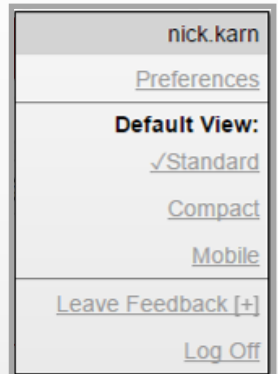 nick.karn
Preferences
Default View:
✓Standard
Compact
Mobile
Leave Feedback [+]
Log Off